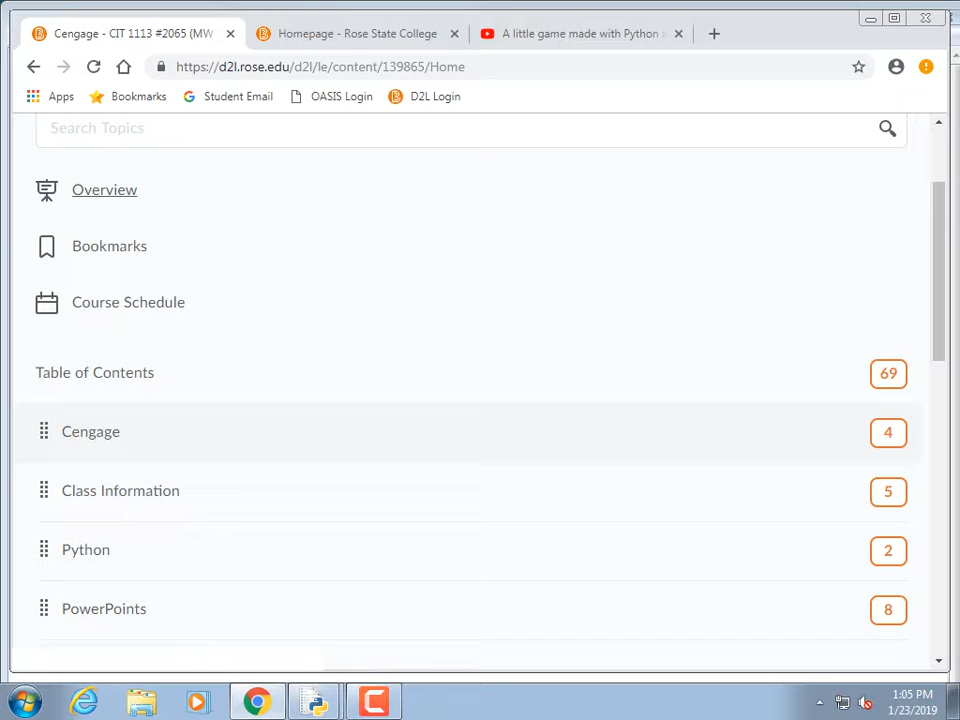 Cengage - CIT 1113 #2065 (MW
Homepage - Rose State College
A little game made with Python a
https://d2l.rose.edu/d2l/le/content/139865/Home
Apps
Bookmarks
Student Email
OASIS Login
D2L Login
Search Topics
Overview
Bookmarks
Course Schedule
Table of Contents
69
Cengage
4
Class Information
5
Python
2
PowerPoints
8
1:05 PM
1/23/2019